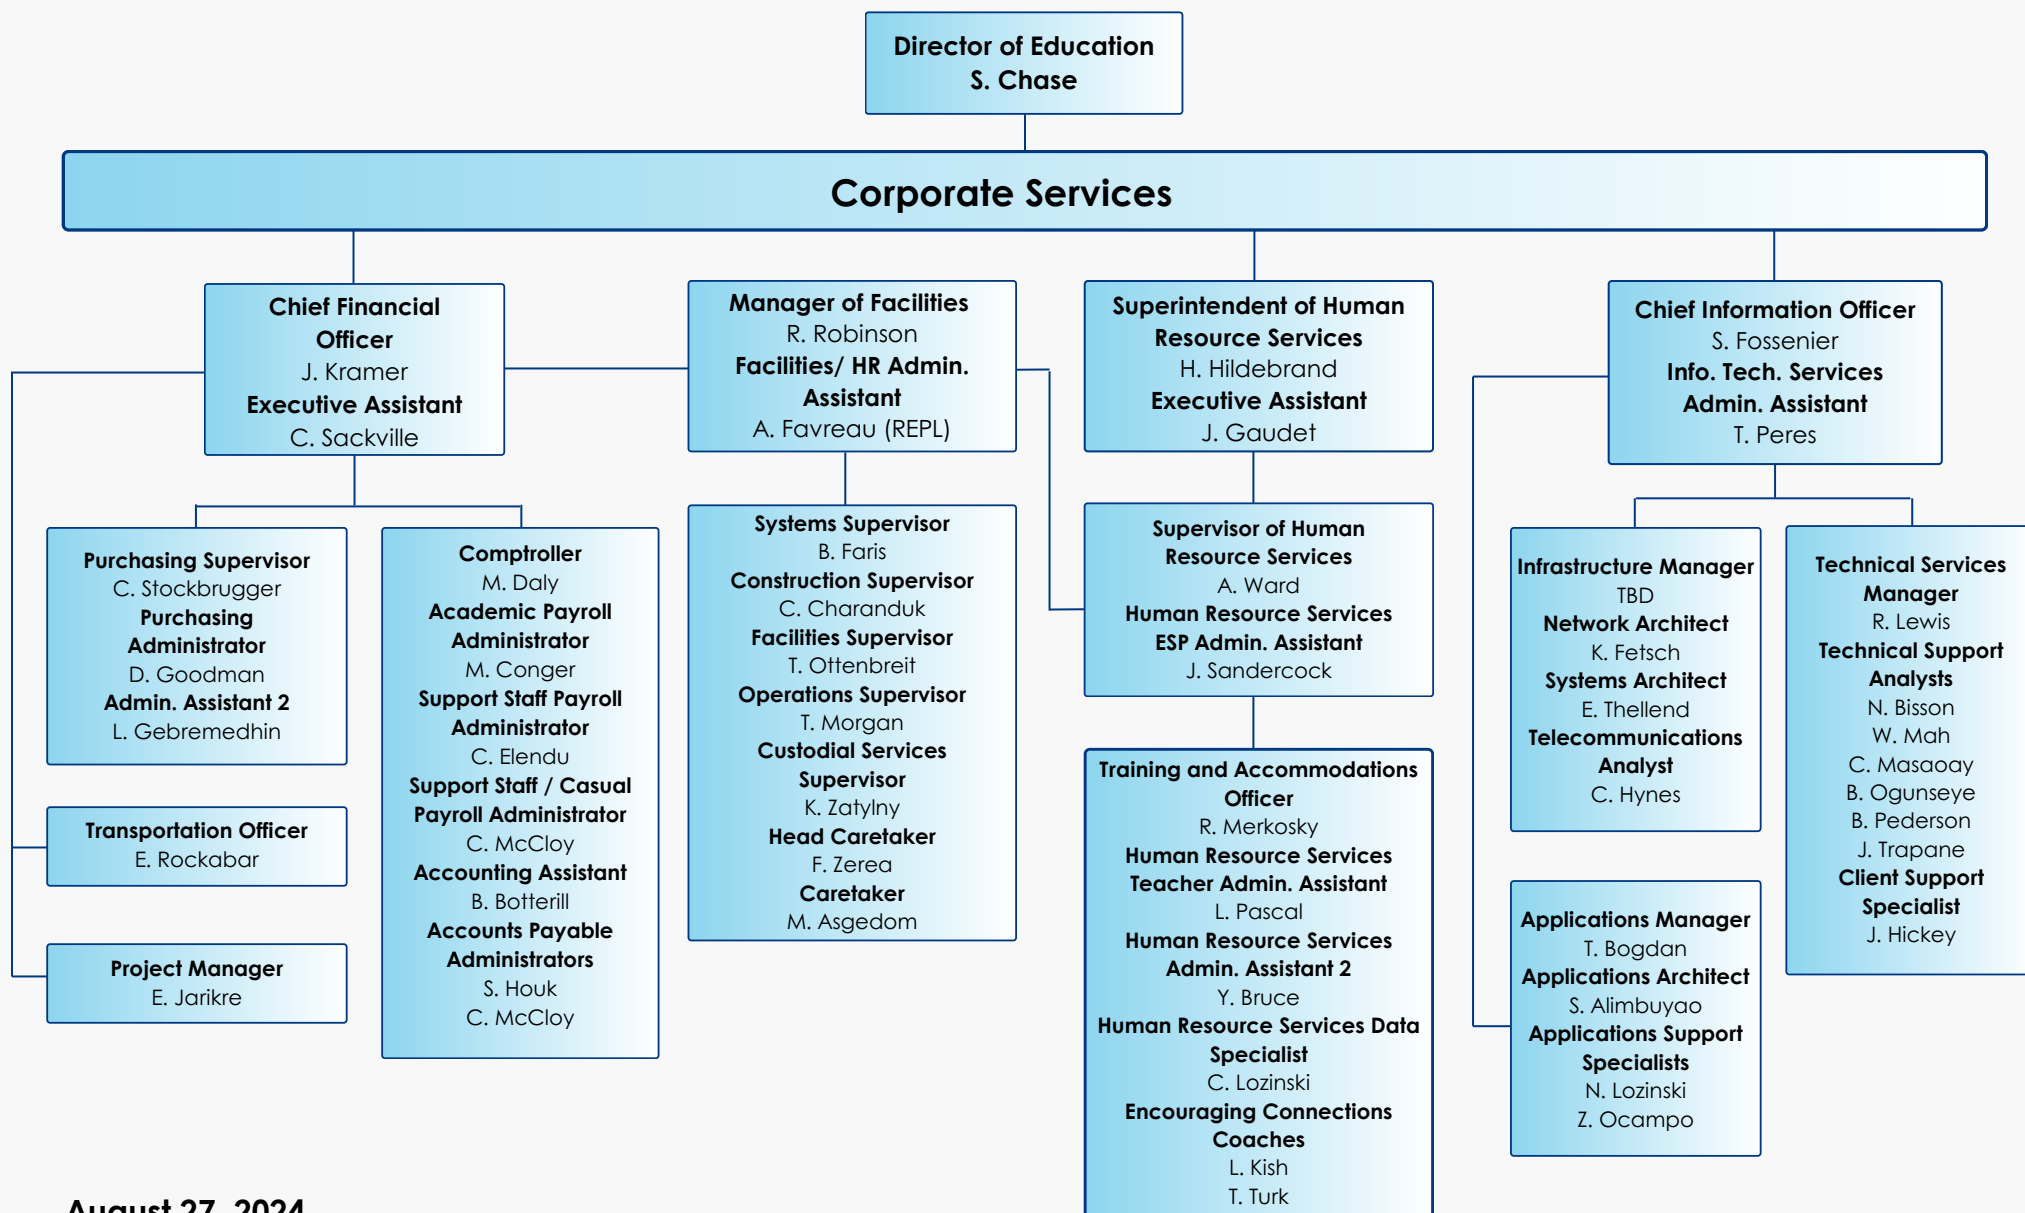 Director of Education
S. Chase
Corporate Services
Chief Financial
Officer
J. Kramer
Executive Assistant
C. Sackville
Manager of Facilities
R. Robinson
Facilities/ HR Admin.
Assistant
A. Favreau (REPL)
Superintendent of Human
Resource Services
H. Hildebrand
Executive Assistant
J. Gaudet
Chief Information Officer
S. Fossenier
Info. Tech. Services
Admin. Assistant
T. Peres
Purchasing Supervisor
C. Stockbrugger
Purchasing
Administrator
D. Goodman
Admin. Assistant 2
L. Gebremedhin
Transportation Officer
E. Rockabar
Project Manager
E. Jarikre
Comptroller
M. Daly
Academic Payroll
Administrator
M. Conger
Support Staff Payroll
Administrator
C. Elendu
Support Staff / Casual
Payroll Administrator
C. McCloy
Accounting Assistant
B. Botterill
Accounts Payable
Administrators
S. Houk
C. McCloy
Systems Supervisor
B. Faris
Construction Supervisor
C. Charanduk
Facilities Supervisor
T. Ottenbreit
Operations Supervisor
T. Morgan
Custodial Services
Supervisor
K. Zatylny
Head Caretaker
F. Zerea
Caretaker
M. Asgedom
Supervisor of Human
Resource Services
A. Ward
Human Resource Services
ESP Admin. Assistant
J. Sandercock
Training and Accommodations
Officer
R. Merkosky
Human Resource Services
Teacher Admin. Assistant
L. Pascal
Human Resource Services
Admin. Assistant 2
Y. Bruce
Human Resource Services Data
Specialist
C. Lozinski
Encouraging Connections
Coaches
L. Kish
T. Turk
Infrastructure Manager
TBD
Network Architect
K. Fetsch
Systems Architect
E. Thellend
Telecommunications
Analyst
C. Hynes
Applications Manager
T. Bogdan
Applications Architect
S. Alimbuyao
Applications Support
Specialists
N. Lozinski
Z. Ocampo
Technical Services
Manager
R. Lewis
Technical Support
Analysts
N. Bisson
W. Mah
C. Masaoay
B. Ogunseye
B. Pederson
J. Trapane
Client Support
Specialist
J. Hickey
August 27, 2024